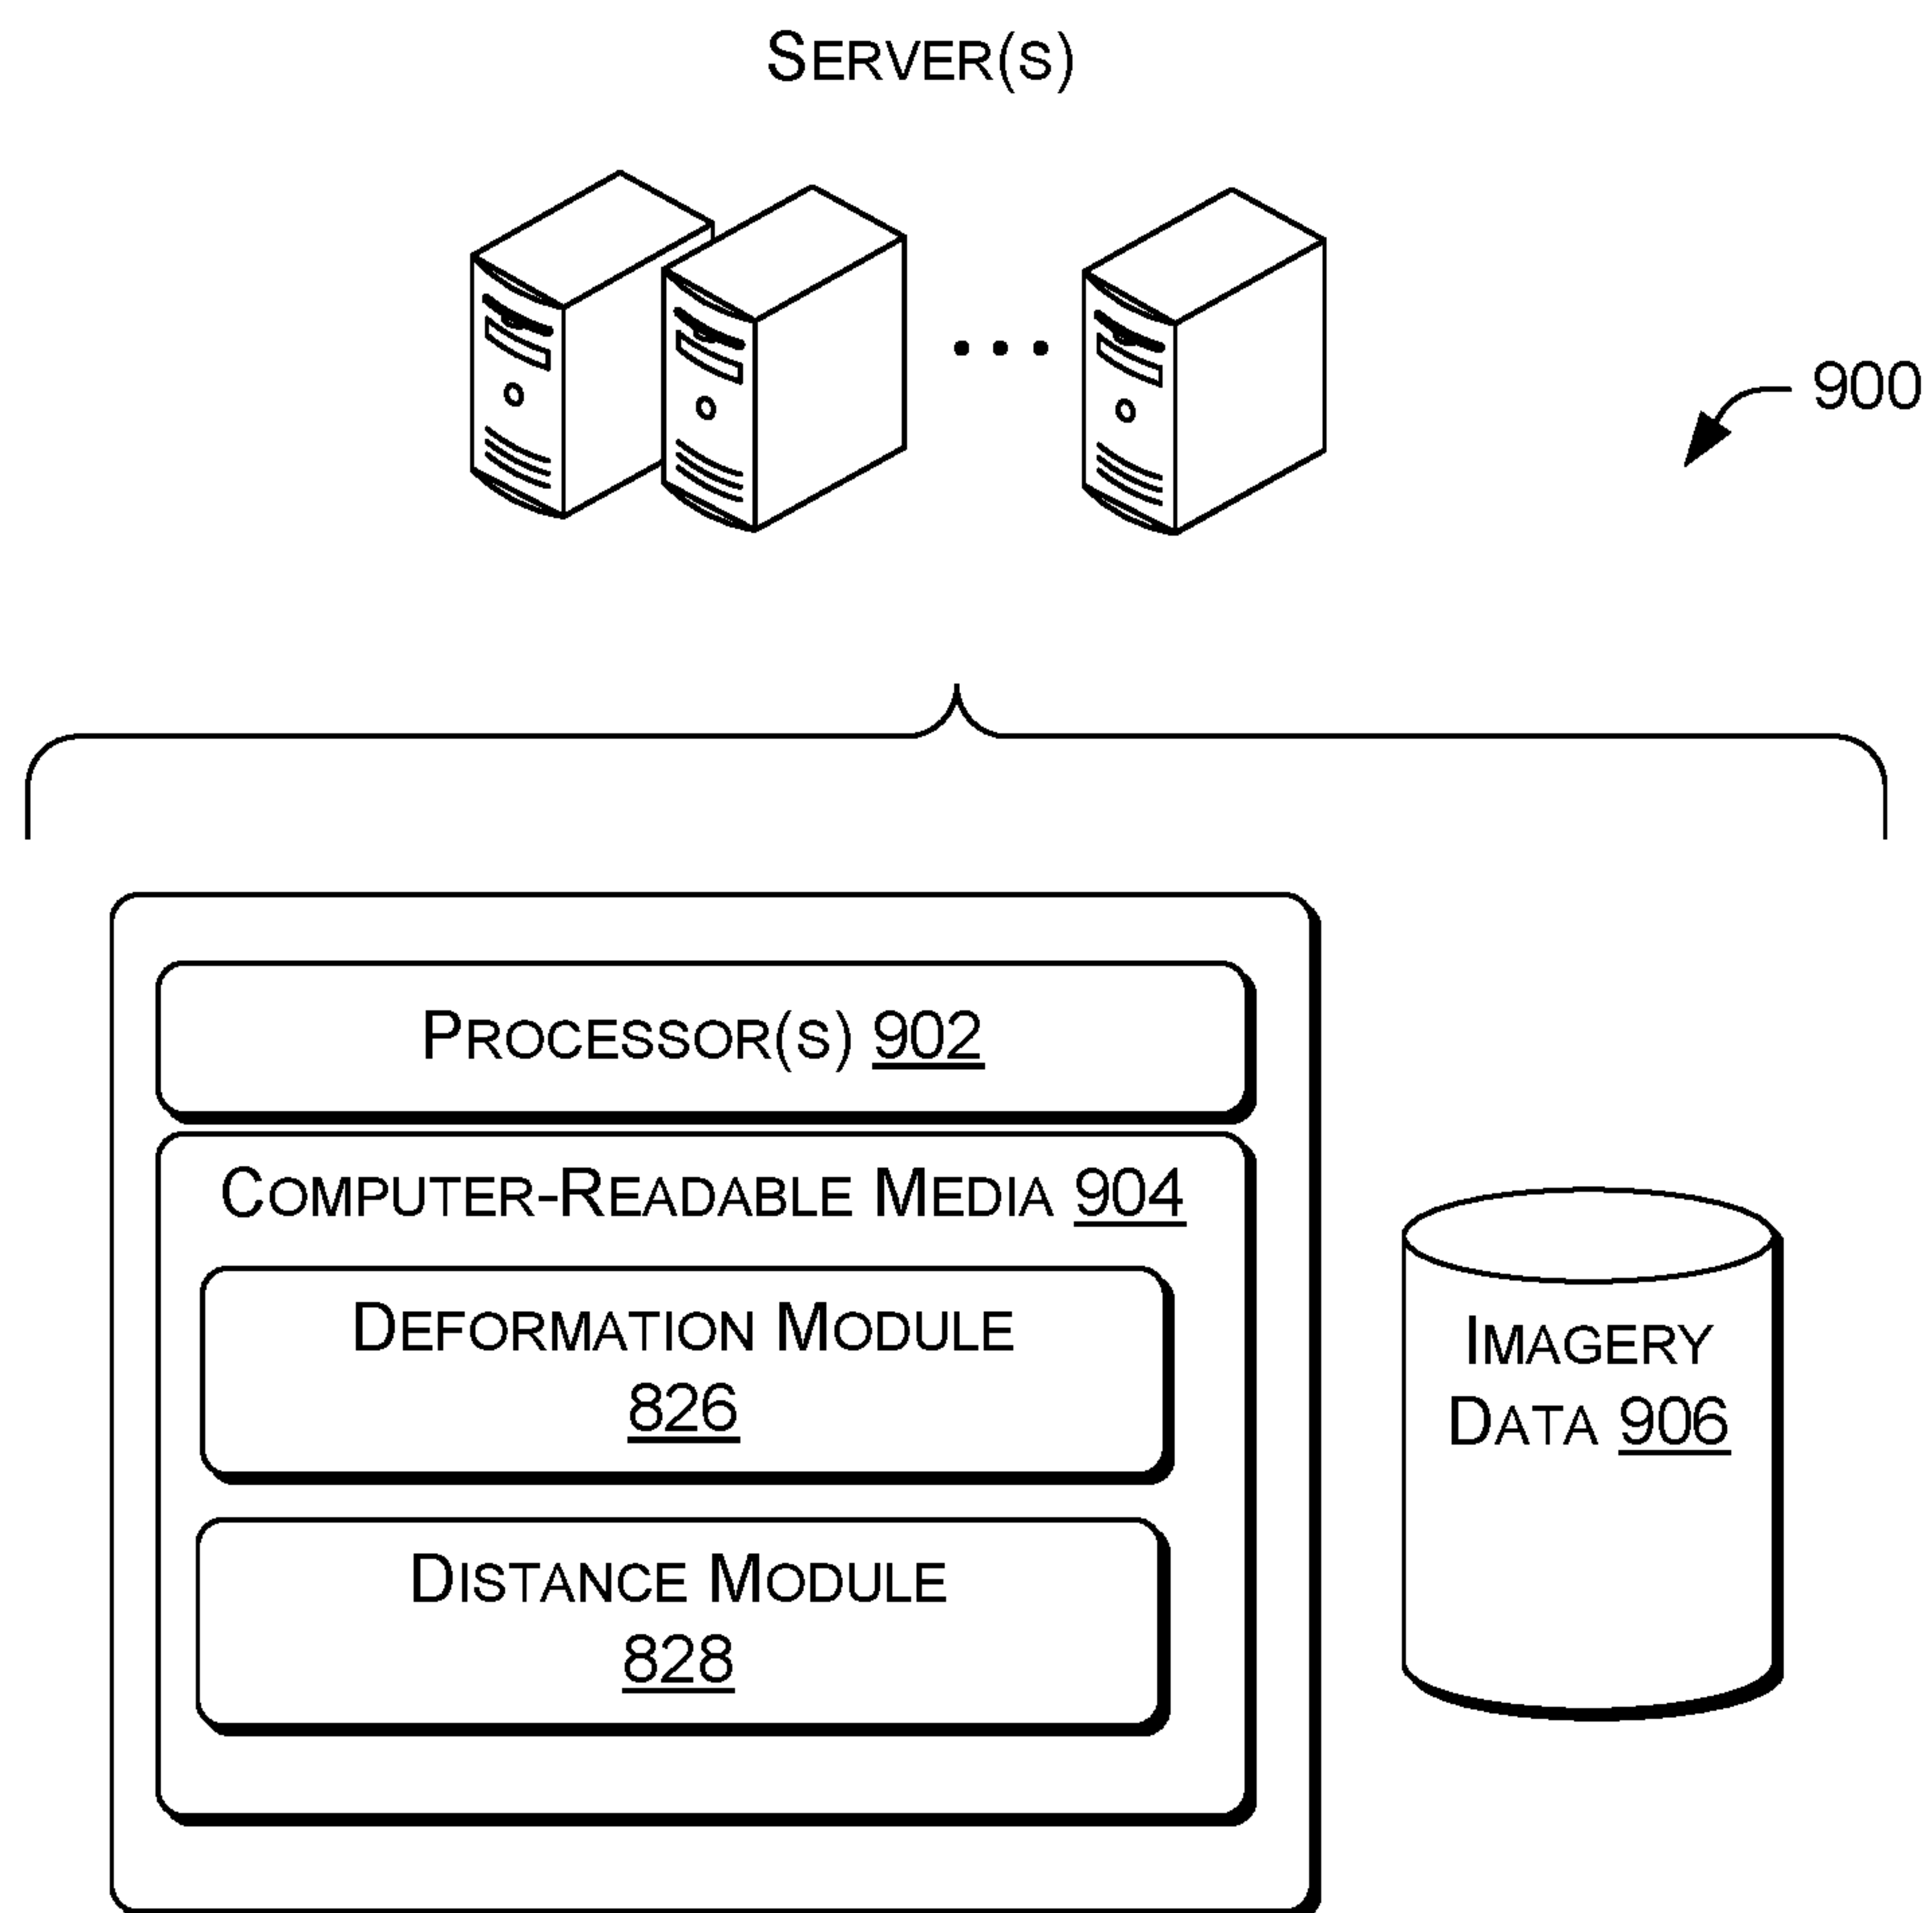 SERVER(S)
900
PROCESSOR(S) 902
COMPUTER-READABLE MEDIA 904
DEFORMATION MODULE
826
DISTANCE MODULE
828
IMAGERY
DATA 906